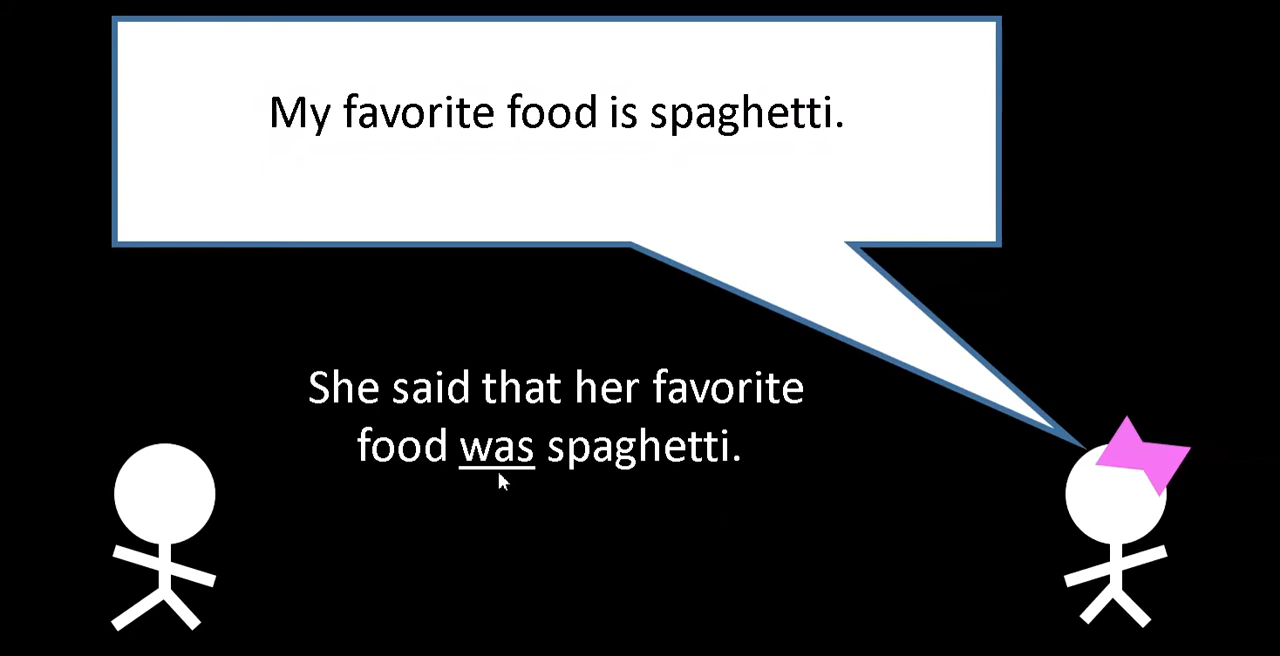 My favorite food is spaghetti.
She said that her favorite
food was spaghetti.